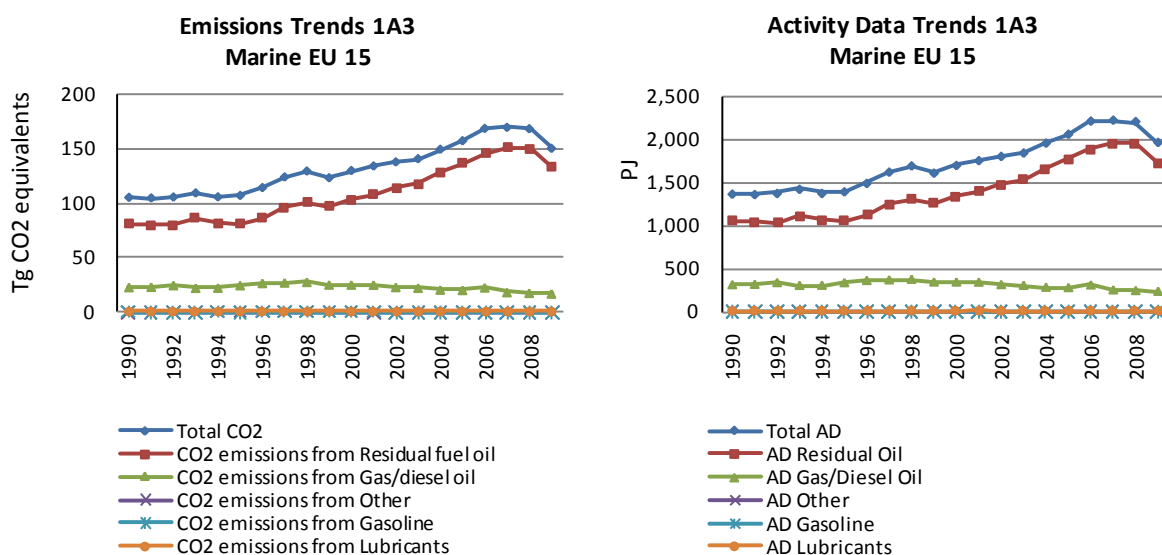 Emissions Trends 1A3
Marine EU 15
Tg CO2 equivalents
200
150
100
50
0
1990
1992
1994
1996
1998
2000
2002
2004
2006
2008
Total CO2
CO2 emissions from Residual fuel oil
CO2 emissions from Gas/diesel oil
CO2 emissions from Other
CO2 emissions from Gasoline
CO2 emissions from Lubricants
Activity Data Trends 1A3
Marine EU 15
PJ
2,500
2,000
1,500
1,000
500
0
1990
1992
1994
1996
1998
2000
2002
2004
2006
2008
Total AD
AD Residual Oil
AD Gas/Diesel Oil
AD Other
AD Gasoline
AD Lubricants